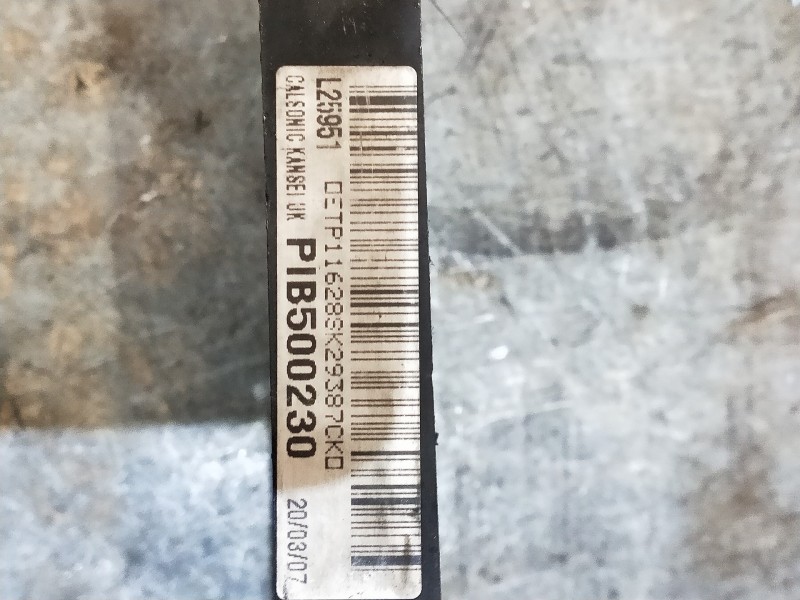 L25951
DETP11628SK29387CKD
CALSONIC KANSEI UK
PIB500230
20/03/07